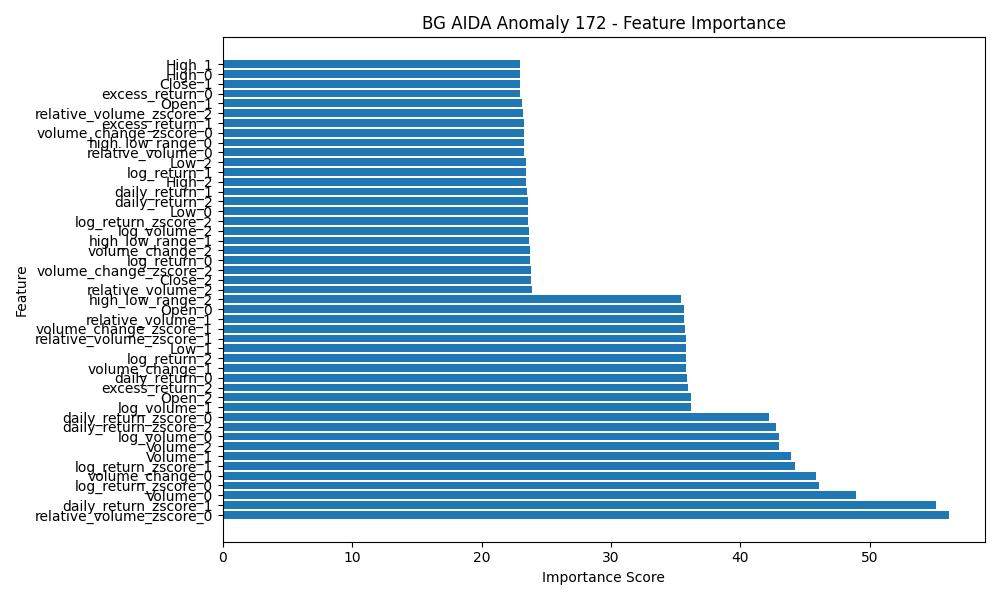 BG AIDA Anomaly 172 - Feature Importance
High_1
High_0
Close_1
excess_return_0
Open_1
relative_volume_zscore_2
excess_return_1
volume_change_zscore_0
high_low_range_0
relative_volume_0
Low_2
log_return_1
High_2
daily_return_1
daily_return_2
Low_0
log_return_zscore_2
log_volume_2
high_low_range_1
volume_change_2
log_return_0
volume_change_zscore_2
Close_2
relative_volume_2
high_low_range_2
Open_0
relative_volume_1
volume_change_zscore_1
relative_volume_zscore_1
Low_1
log_return_2
volume_change_1
daily_return_0
excess_return_2
Open_2
log_volume_1
daily_return_zscore_0
daily_return_zscore_2
log_volume_0
Volume_2
Volume_1
log_return_zscore_1
volume_change_0
log_return_zscore_0
Volume_0
daily_return_zscore_1
relative_volume_zscore_0
Feature
0 10 20 30 40 50
Importance Score